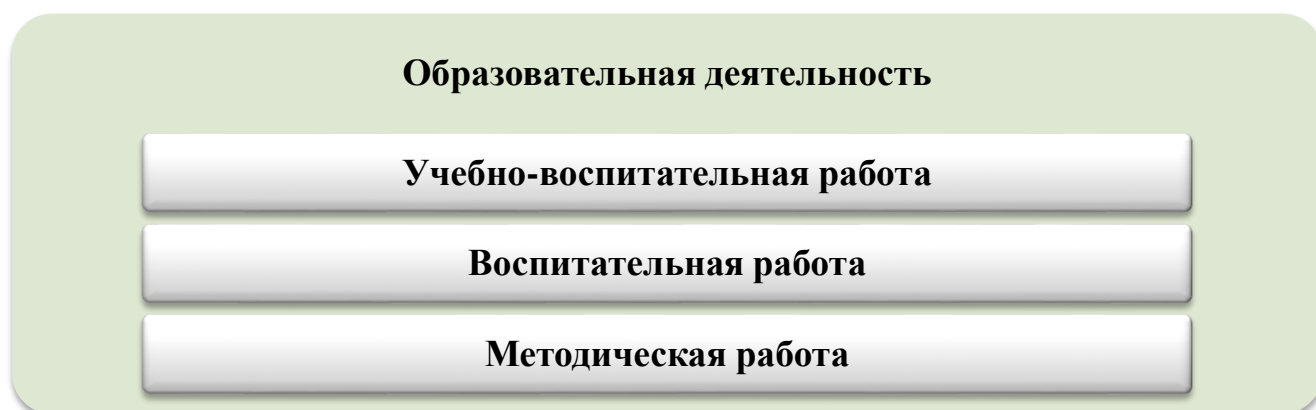 Образовательная деятельность
Учебно-воспитательная работа
Воспитательная работа
Методическая работа